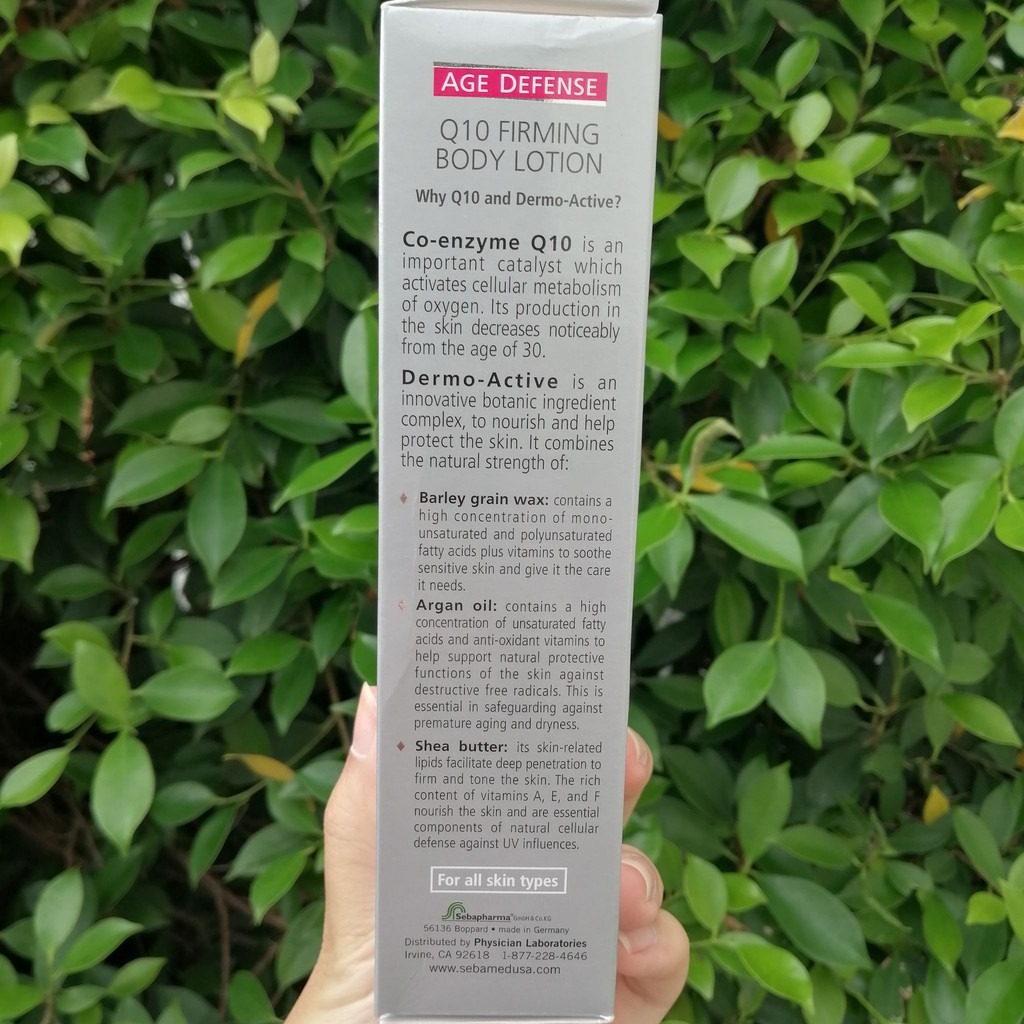 AGE DEFENSE
Q10 FIRMING
BODY LOTION
Why Q10 and Dermo-Active?
Co-enzyme Q10 is an
important catalyst which
activates cellular metabolism
of oxygen. Its production in
the skin decreases noticeably
from the age of 30.
Dermo-Active is an
innovative botanic ingredient
complex, to nourish and help
protect the skin. It combines
the natural strength of:
♦ Barley grain wax: contains a
high concentration of mono-
unsaturated and polyunsaturated
fatty acids plus vitamins to soothe
sensitive skin and give it the care
it needs.
♦ Argan oil: contains a high
concentration of unsaturated fatty
acids and anti-oxidant vitamins to
help support natural protective
functions of the skin against
destructive free radicals. This is
essential in safeguarding against
premature aging and dryness.
♦ Shea butter: its skin-related
lipids facilitate deep penetration to
firm and tone the skin. The rich
content of vitamins A, E, and F
nourish the skin and are essential
components of natural cellular
defense against UV influences.
For all skin types
Sebapharma® GmbH & Co.KG
56136 Boppard • made in Germany
Distributed by Physician Laboratories
Irvine, CA 92618 1-877-228-4646
www.sebamedusa.com